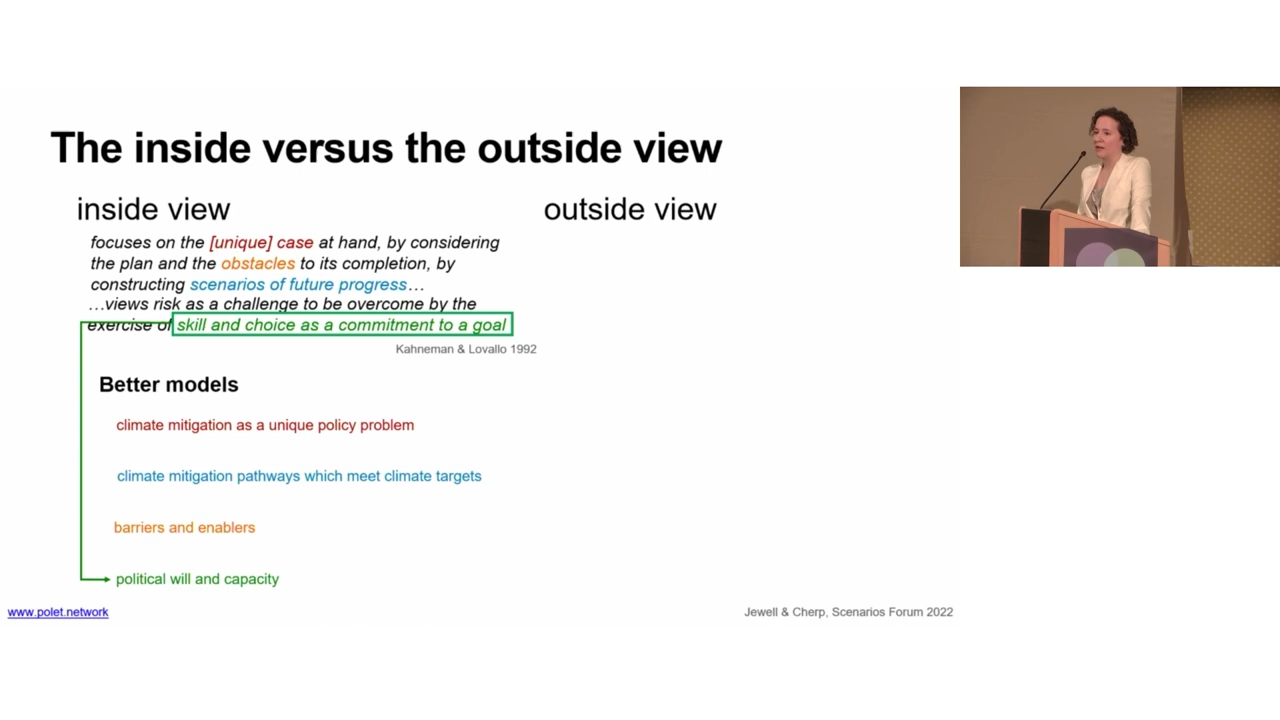 The inside versus the outside view
inside view
outside view
focuses on the [unique] case at hand, by considering
the plan and the obstacles to its completion, by
constructing scenarios of future progress…
…views risk as a challenge to be overcome by the
exercise of skill and choice as a commitment to a goal
Kahneman & Lovallo 1992
Better models
climate mitigation as a unique policy problem
climate mitigation pathways which meet climate targets
barriers and enablers
political will and capacity
www.polet.network
Jewell & Cherp, Scenarios Forum 2022